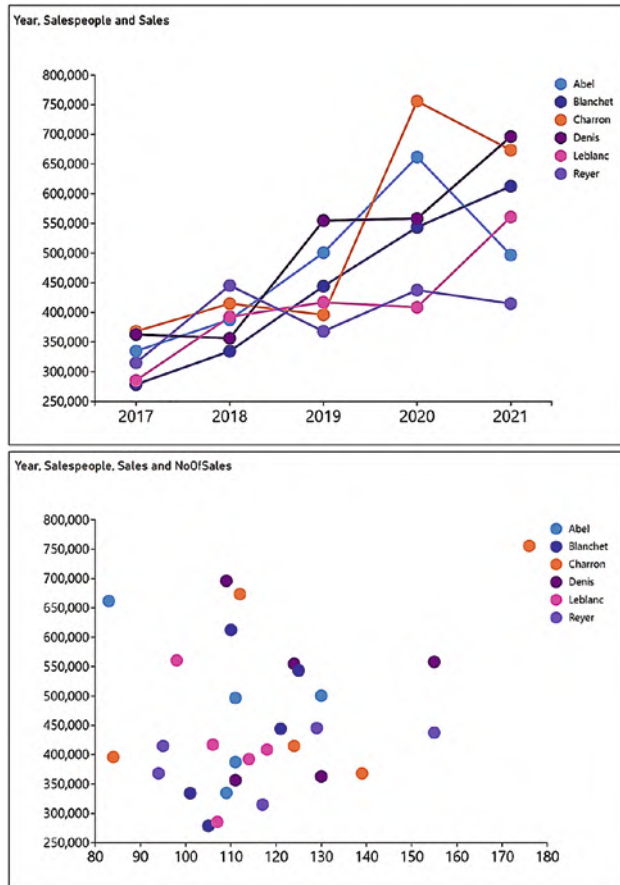 Year, Salespeople and Sales
800,000
750,000
700,000
650,000
600,000
550,000
500,000
450,000
400,000
350,000
300,000
250,000
2017 2018 2019 2020 2021
Abel
Blanchet
Charron
Denis
Leblanc
Reyer
Year, Salespeople, Sales and NoOfSales
800,000
750,000
700,000
650,000
600,000
550,000
500,000
450,000
400,000
350,000
300,000
250,000
80 90 100 110 120 130 140 150 160 170 180
Abel
Blanchet
Charron
Denis
Leblanc
Reyer